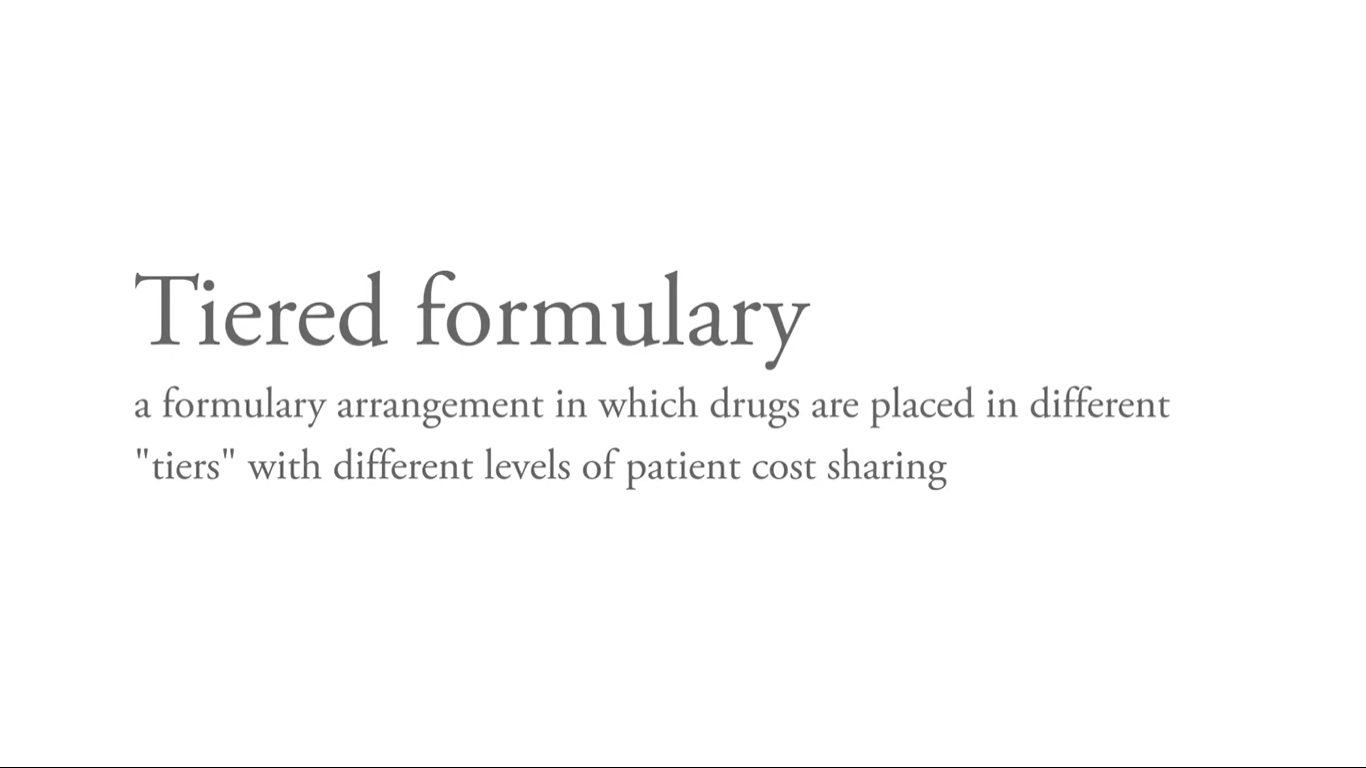 Tiered formulary
a formulary arrangement in which drugs are placed in different
"tiers" with different levels of patient cost sharing